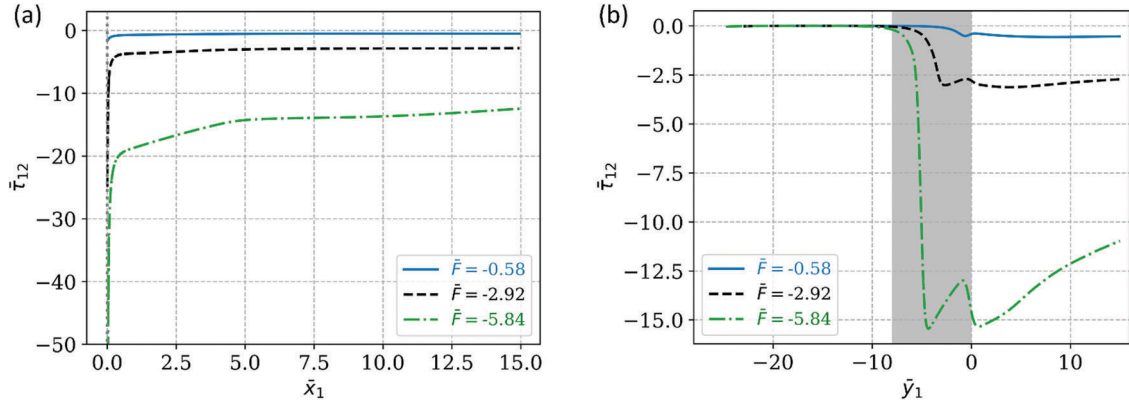 (a)
0
−10
−20
−30
−40
−50
τ̄₁₂
F̄ = -0.58
F̄ = -2.92
F̄ = -5.84
0.0 2.5 5.0 7.5 10.0 12.5 15.0
x̄₁
(b)
0.0
−2.5
−5.0
−7.5
−10.0
−12.5
−15.0
τ̄₁₂
F̄ = -0.58
F̄ = -2.92
F̄ = -5.84
−20 −10 0 10
ȳ₁